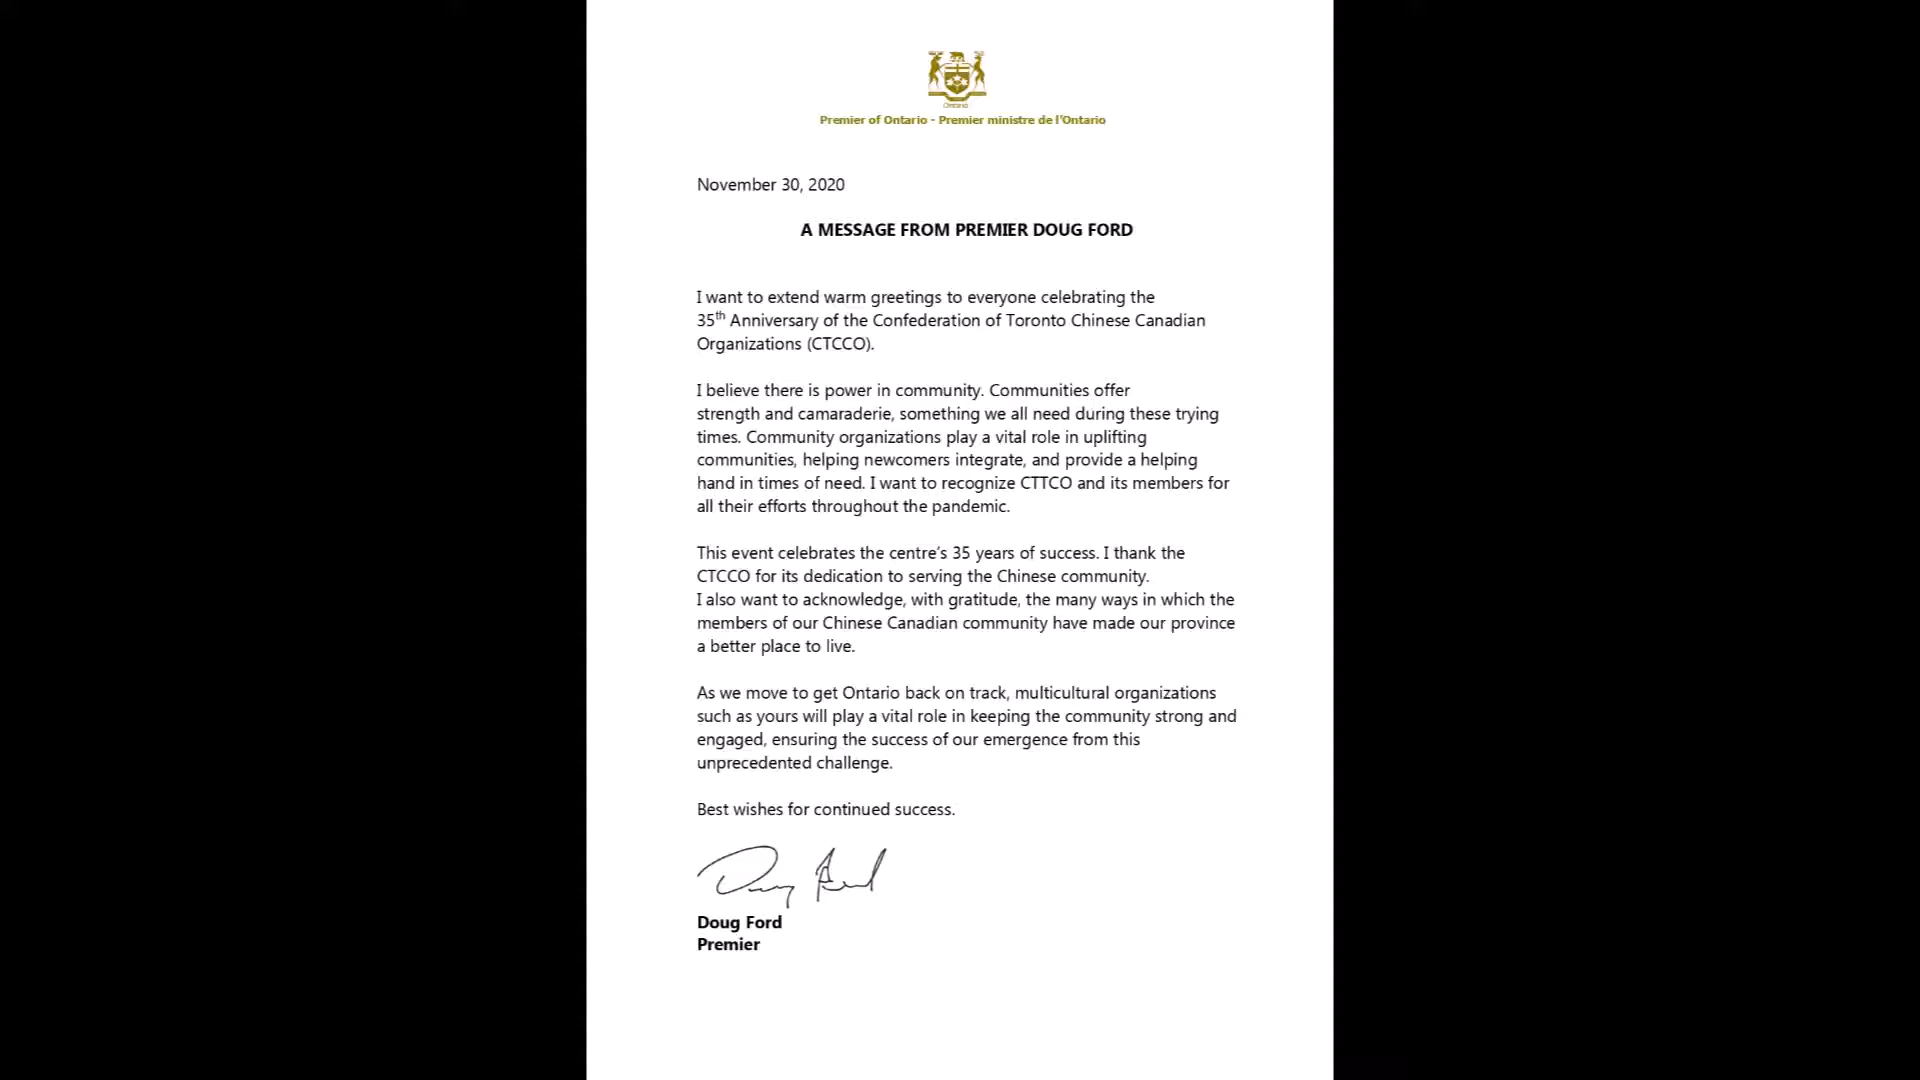 Ontario
Premier of Ontario - Premier ministre de l'Ontario
November 30, 2020
A MESSAGE FROM PREMIER DOUG FORD
I want to extend warm greetings to everyone celebrating the
35th Anniversary of the Confederation of Toronto Chinese Canadian
Organizations (CTCCO).
I believe there is power in community. Communities offer
strength and camaraderie, something we all need during these trying
times. Community organizations play a vital role in uplifting
communities, helping newcomers integrate, and provide a helping
hand in times of need. I want to recognize CTTCO and its members for
all their efforts throughout the pandemic.
This event celebrates the centre's 35 years of success. I thank the
CTCCO for its dedication to serving the Chinese community.
I also want to acknowledge, with gratitude, the many ways in which the
members of our Chinese Canadian community have made our province
a better place to live.
As we move to get Ontario back on track, multicultural organizations
such as yours will play a vital role in keeping the community strong and
engaged, ensuring the success of our emergence from this
unprecedented challenge.
Best wishes for continued success.
Doug Ford
Doug Ford
Premier